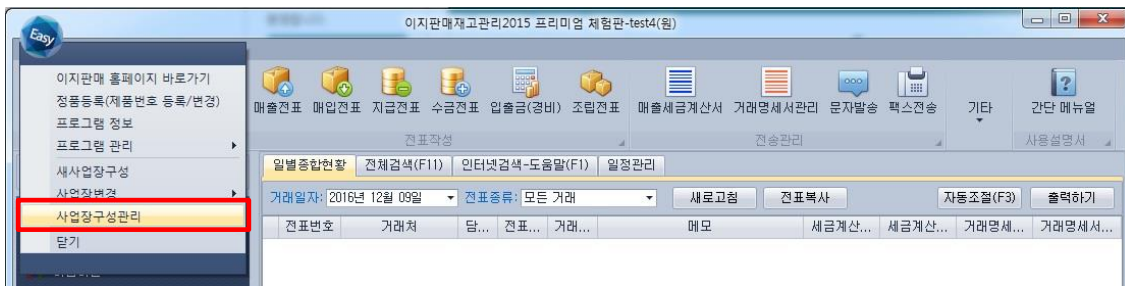 이지판매재고관리2015 프리미엄 체험판-test4(원)
Easy
이지판매 홈페이지 바로가기
정품등록(제품번호 등록/변경)
프로그램 정보
프로그램 관리
새사업장구성
사업장변경
사업장구성관리
닫기
매출전표 매입전표 지급전표 수금전표 입출금(경비) 조립전표 매출세금계산서 거래명세서관리 문자발송 팩스전송 기타 간단 메뉴얼
전표작성 전송관리 사용설명서
일별종합현황 전체검색(F11) 인터넷검색-도움말(F1) 일정관리
거래일자: 2016년 12월 09일 전표종류: 모든 거래 새로고침 전표복사 자동조절(F3) 출력하기
전표번호 거래처 담... 전표... 거래... 메모 세금계산... 세금계산... 거래명세... 거래명세서...